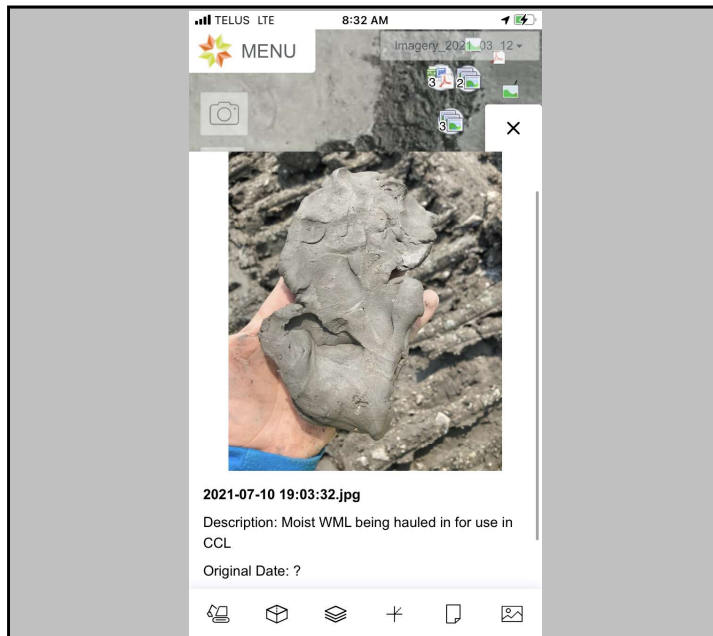 TELUS LTE 8:32 AM
MENU
Imagery_2021_03_12
3 2
3
2021-07-10 19:03:32.jpg
Description: Moist WML being hauled in for use in
CCL
Original Date: ?